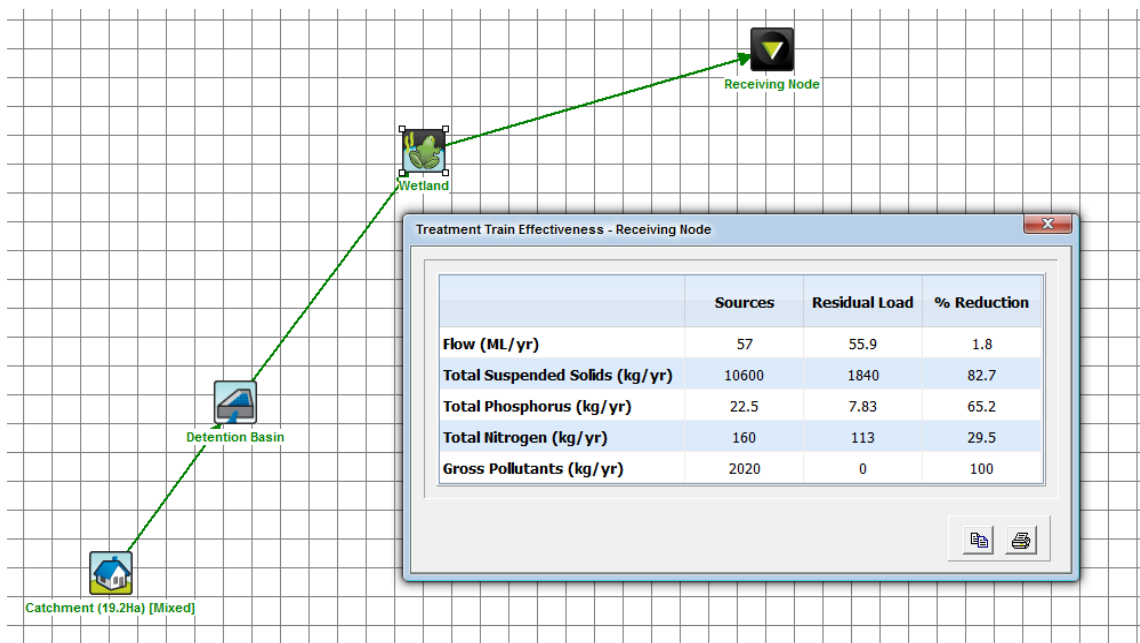 Receiving Node
Wetland
Treatment Train Effectiveness - Receiving Node
Sources Residual Load % Reduction
Flow (ML/yr) 57 55.9 1.8
Total Suspended Solids (kg/yr) 10600 1840 82.7
Total Phosphorus (kg/yr) 22.5 7.83 65.2
Total Nitrogen (kg/yr) 160 113 29.5
Gross Pollutants (kg/yr) 2020 0 100
Detention Basin
Catchment (19.2Ha) [Mixed]